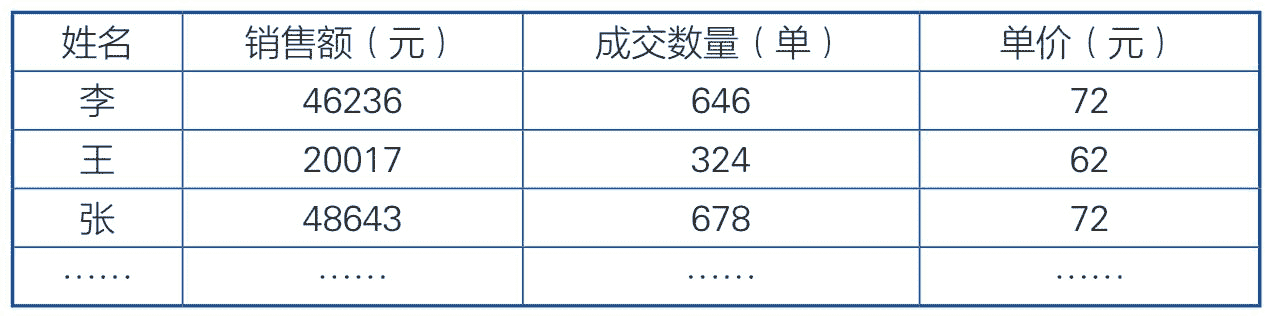 姓名 销售额（元） 成交数量（单） 单价（元）
李 46236 646 72
王 20017 324 62
张 48643 678 72
…… …… …… ……